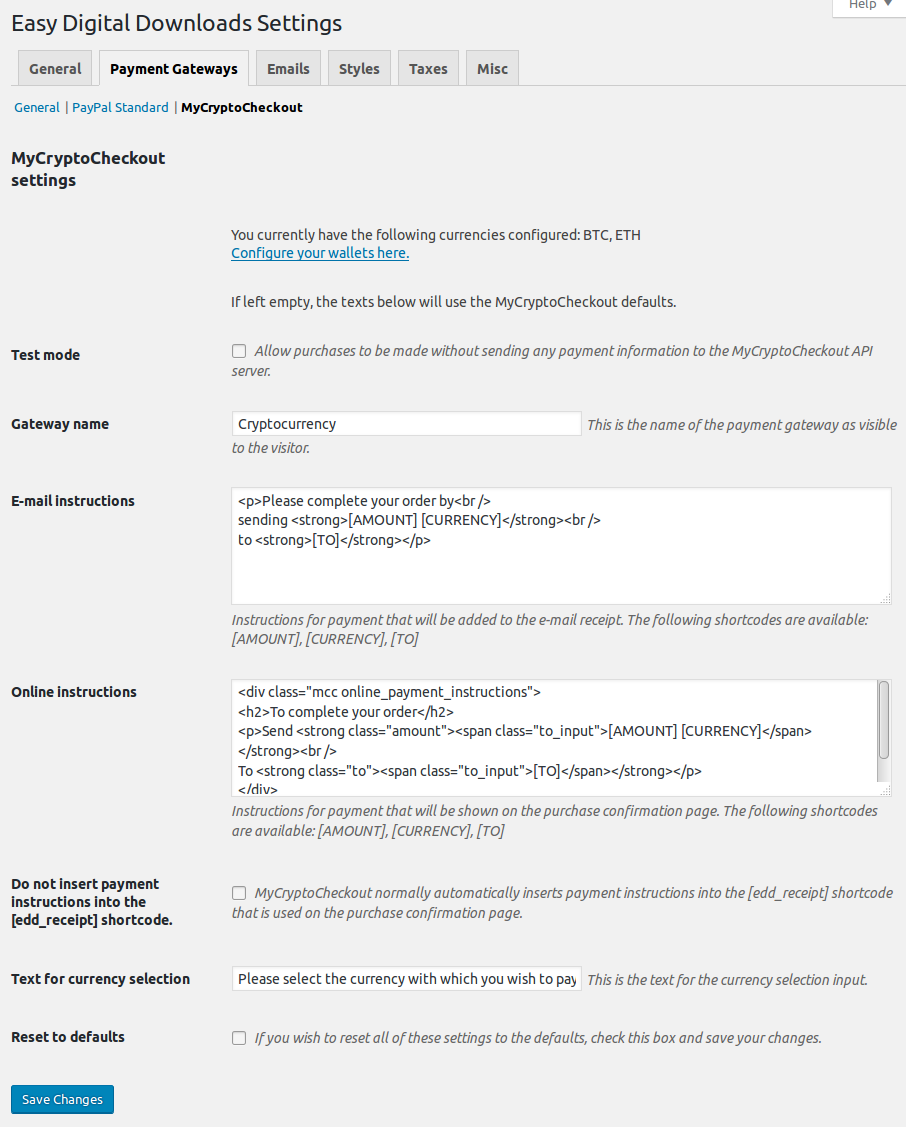 Help ▼
Easy Digital Downloads Settings
General
Payment Gateways
Emails
Styles
Taxes
Misc
General | PayPal Standard | MyCryptoCheckout
MyCryptoCheckout
settings
You currently have the following currencies configured: BTC, ETH
Configure your wallets here.
If left empty, the texts below will use the MyCryptoCheckout defaults.
Test mode
Allow purchases to be made without sending any payment information to the MyCryptoCheckout API
server.
Gateway name
Cryptocurrency
This is the name of the payment gateway as visible
to the visitor.
E-mail instructions
<p>Please complete your order by<br />
sending <strong>[AMOUNT] [CURRENCY]</strong><br />
to <strong>[TO]</strong></p>
Instructions for payment that will be added to the e-mail receipt. The following shortcodes are available:
[AMOUNT], [CURRENCY], [TO]
Online instructions
<div class="mcc online_payment_instructions">
<h2>To complete your order</h2>
<p>Send <strong class="amount"><span class="to_input">[AMOUNT] [CURRENCY]</span>
</strong><br />
To <strong class="to"><span class="to_input">[TO]</span></strong></p>
</div>
Instructions for payment that will be shown on the purchase confirmation page. The following shortcodes
are available: [AMOUNT], [CURRENCY], [TO]
Do not insert payment
instructions into the
[edd_receipt] shortcode.
MyCryptoCheckout normally automatically inserts payment instructions into the [edd_receipt] shortcode
that is used on the purchase confirmation page.
Text for currency selection
Please select the currency with which you wish to pay
This is the text for the currency selection input.
Reset to defaults
If you wish to reset all of these settings to the defaults, check this box and save your changes.
Save Changes